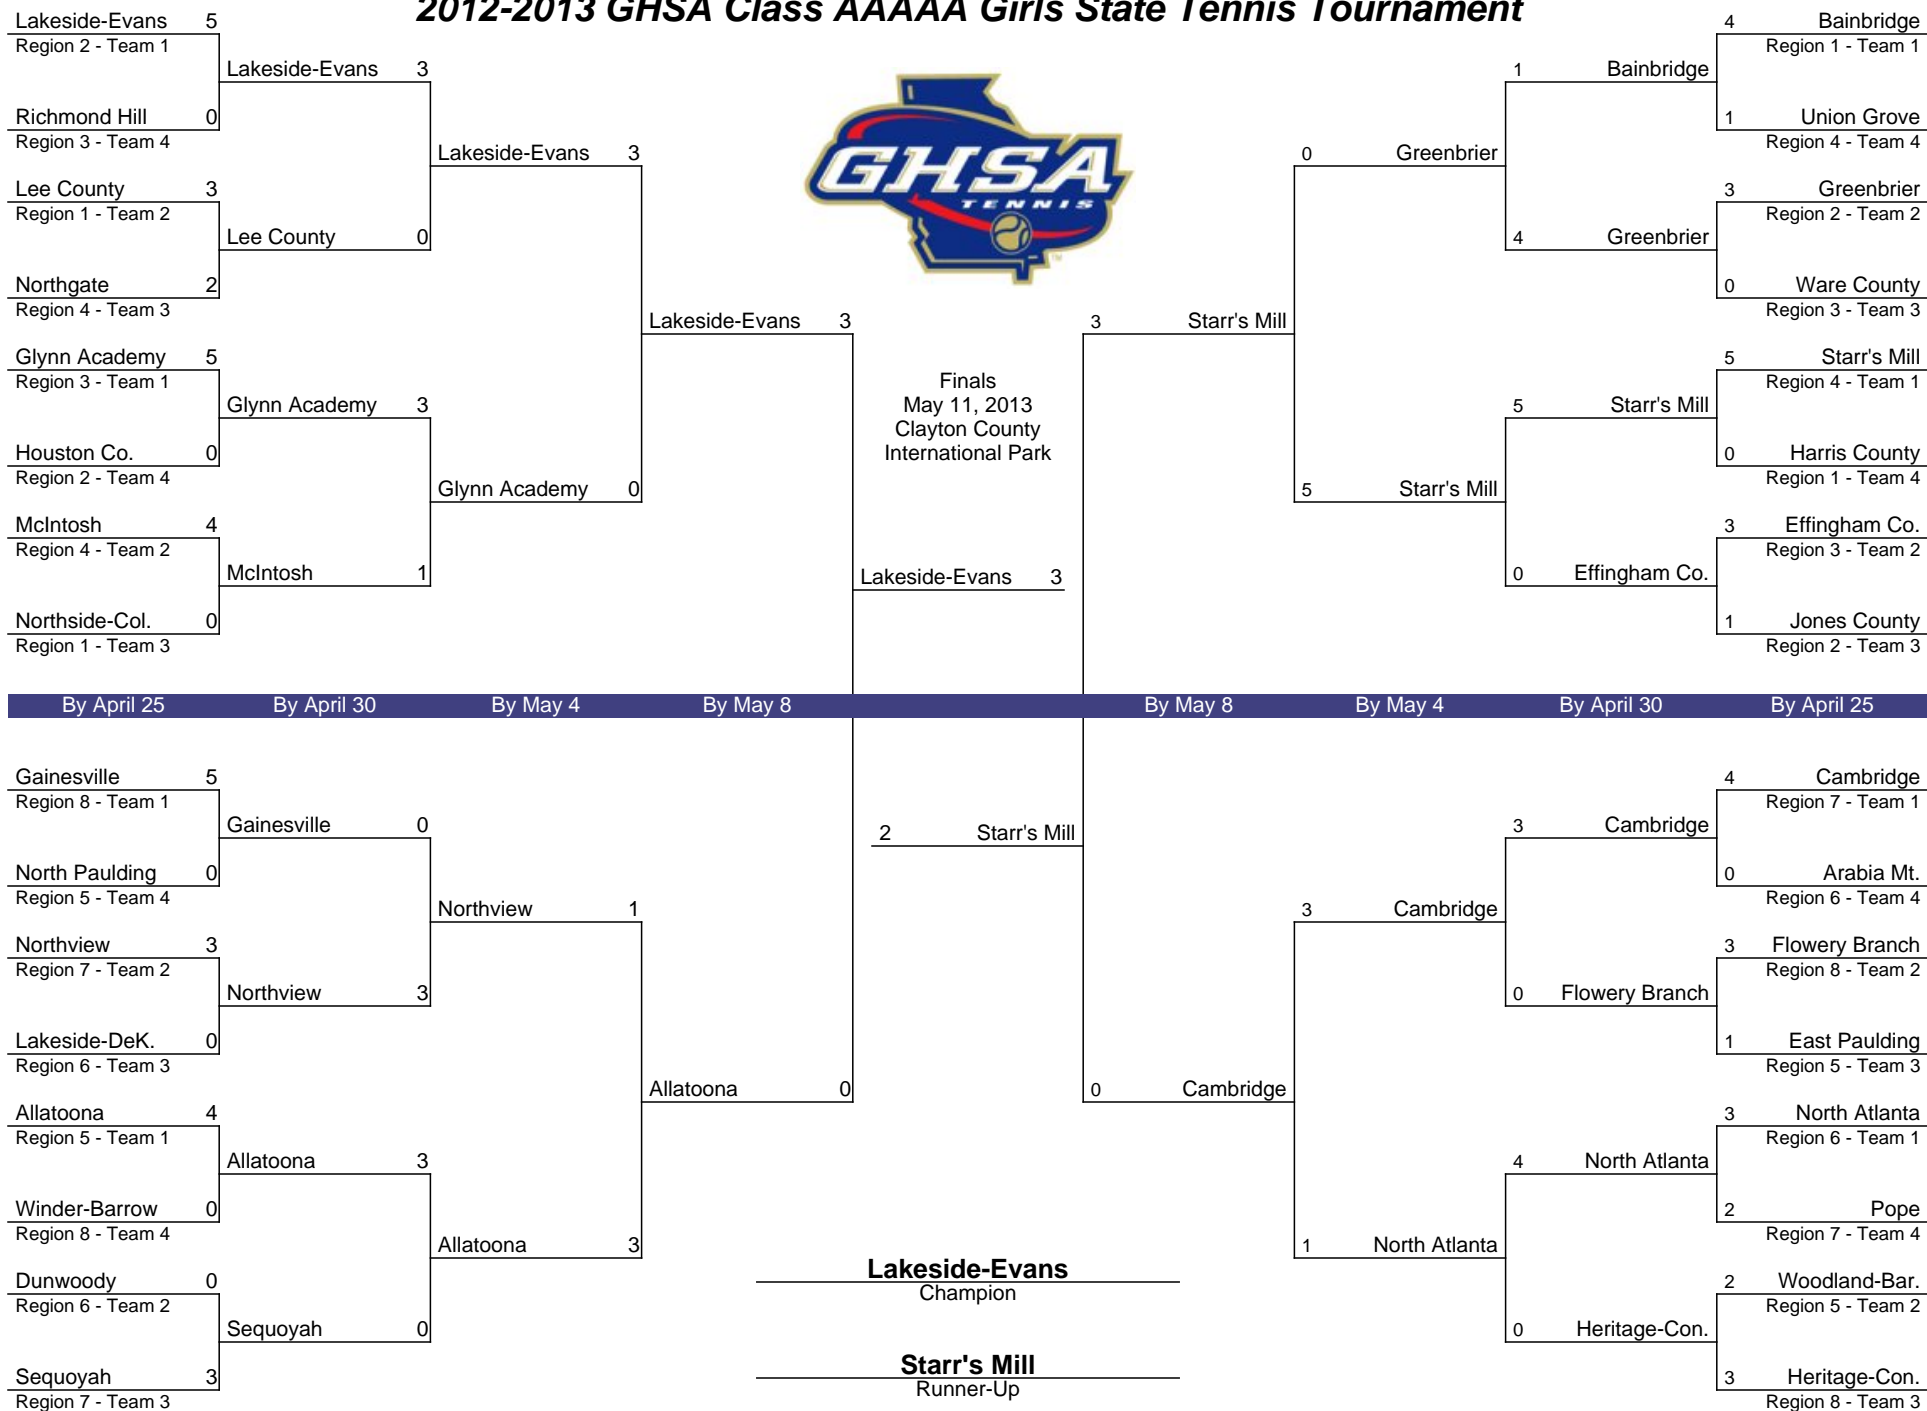 2012-2013 GHSA Class AAAAA Girls State Tennis Tournament
Lakeside-Evans 5
Region 2 - Team 1
Richmond Hill 0
Region 3 - Team 4
Lee County 3
Region 1 - Team 2
Northgate 2
Region 4 - Team 3
Glynn Academy 5
Region 3 - Team 1
Houston Co. 0
Region 2 - Team 4
McIntosh 4
Region 4 - Team 2
Northside-Col. 0
Region 1 - Team 3
Lakeside-Evans 3
Lee County 0
Glynn Academy 3
McIntosh 1
Lakeside-Evans 3
Glynn Academy 0
Lakeside-Evans 3
GHSA
TENNIS
TM
Finals
May 11, 2013
Clayton County
International Park
Lakeside-Evans 3
3 Starr's Mill
0 Greenbrier
5 Starr's Mill
1 Bainbridge
4 Greenbrier
5 Starr's Mill
0 Effingham Co.
4 Bainbridge
Region 1 - Team 1
1 Union Grove
Region 4 - Team 4
3 Greenbrier
Region 2 - Team 2
0 Ware County
Region 3 - Team 3
5 Starr's Mill
Region 4 - Team 1
0 Harris County
Region 1 - Team 4
3 Effingham Co.
Region 3 - Team 2
1 Jones County
Region 2 - Team 3
By April 25 By April 30 By May 4 By May 8 By May 8 By May 4 By April 30 By April 25
Gainesville 5
Region 8 - Team 1
North Paulding 0
Region 5 - Team 4
Northview 3
Region 7 - Team 2
Lakeside-DeK. 0
Region 6 - Team 3
Allatoona 4
Region 5 - Team 1
Winder-Barrow 0
Region 8 - Team 4
Dunwoody 0
Region 6 - Team 2
Sequoyah 3
Region 7 - Team 3
Gainesville 0
Northview 3
Allatoona 3
Sequoyah 0
Northview 1
Allatoona 3
Allatoona 0
2 Starr's Mill
0 Cambridge
3 Cambridge
1 North Atlanta
3 Cambridge
0 Flowery Branch
4 North Atlanta
0 Heritage-Con.
4 Cambridge
Region 7 - Team 1
0 Arabia Mt.
Region 6 - Team 4
3 Flowery Branch
Region 8 - Team 2
1 East Paulding
Region 5 - Team 3
3 North Atlanta
Region 6 - Team 1
2 Pope
Region 7 - Team 4
2 Woodland-Bar.
Region 5 - Team 2
3 Heritage-Con.
Region 8 - Team 3
Lakeside-Evans
Champion
Starr's Mill
Runner-Up